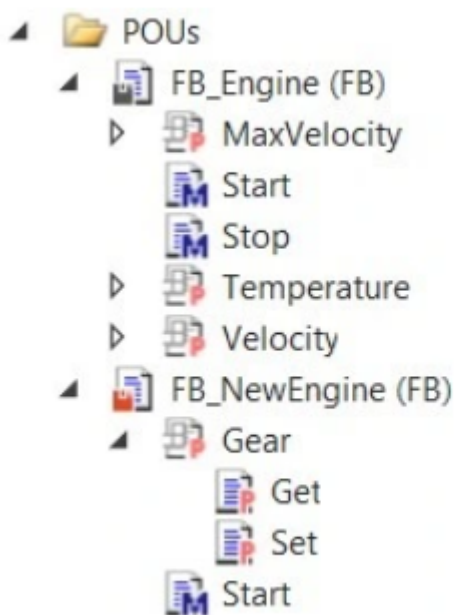 POUs
FB_Engine (FB)
MaxVelocity
Start
Stop
Temperature
Velocity
FB_NewEngine (FB)
Gear
Get
Set
Start